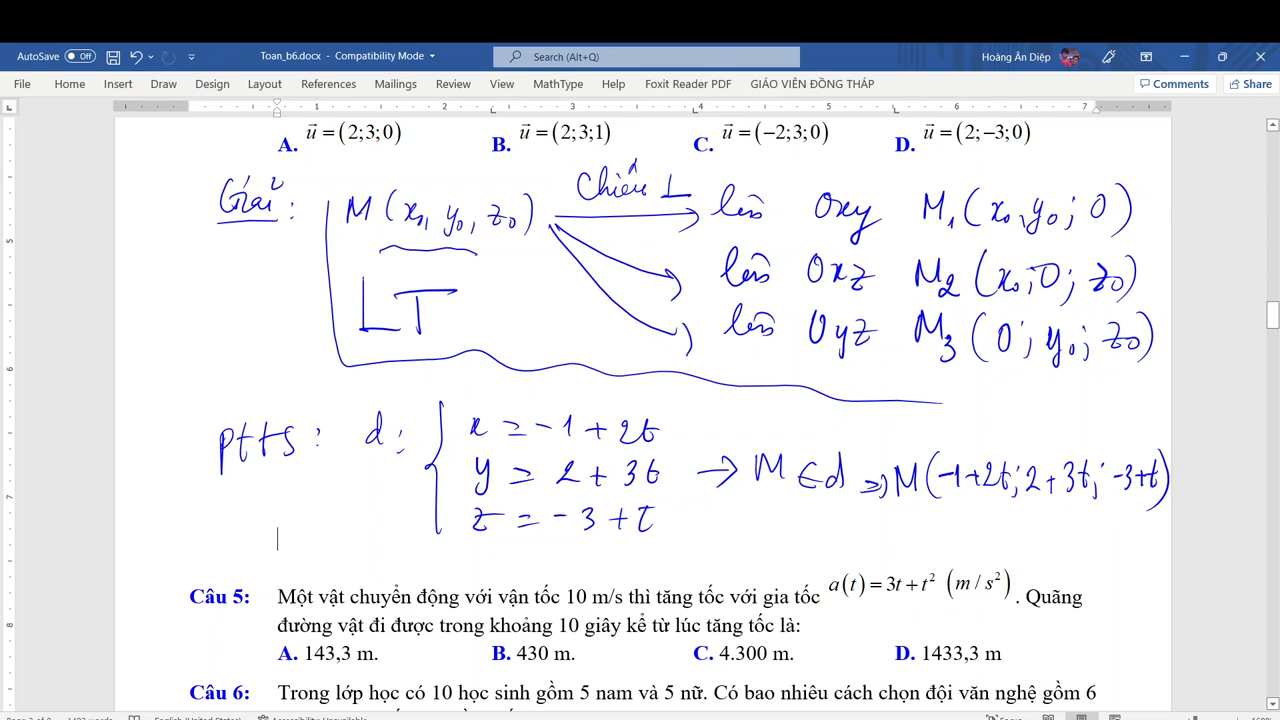 AutoSave Off Toan_b6.docx - Compatibility Mode Search (Alt+Q) Hoàng Ân Diệp
File Home Insert Draw Design Layout References Mailings Review View MathType Help Foxit Reader PDF GIÁO VIÊN ĐỒNG THÁP Comments Share
1 2 3 4 5 6 7
A. u⃗ = (2;3;0) B. u⃗ = (2;3;1) C. u⃗ = (−2;3;0) D. u⃗ = (2;−3;0)
Giải: M(x₀, y₀, z₀) Chiếu ⊥ lên Oxy M₁(x₀, y₀; 0)
lên Oxz M₂(x₀; 0; z₀)
LT
lên Oyz M₃(0; y₀; z₀)
ptts: d: { x = -1 + 2t
y = 2 + 3t → M ∈ d ⇒ M(-1+2t; 2+3t; -3+t)
z = -3 + t
Câu 5: Một vật chuyển động với vận tốc 10 m/s thì tăng tốc với gia tốc a(t) = 3t + t² (m / s²) . Quãng
đường vật đi được trong khoảng 10 giây kể từ lúc tăng tốc là:
A. 143,3 m. B. 430 m. C. 4.300 m. D. 1433,3 m
Câu 6: Trong lớp học có 10 học sinh gồm 5 nam và 5 nữ. Có bao nhiêu cách chọn đội văn nghệ gồm 6